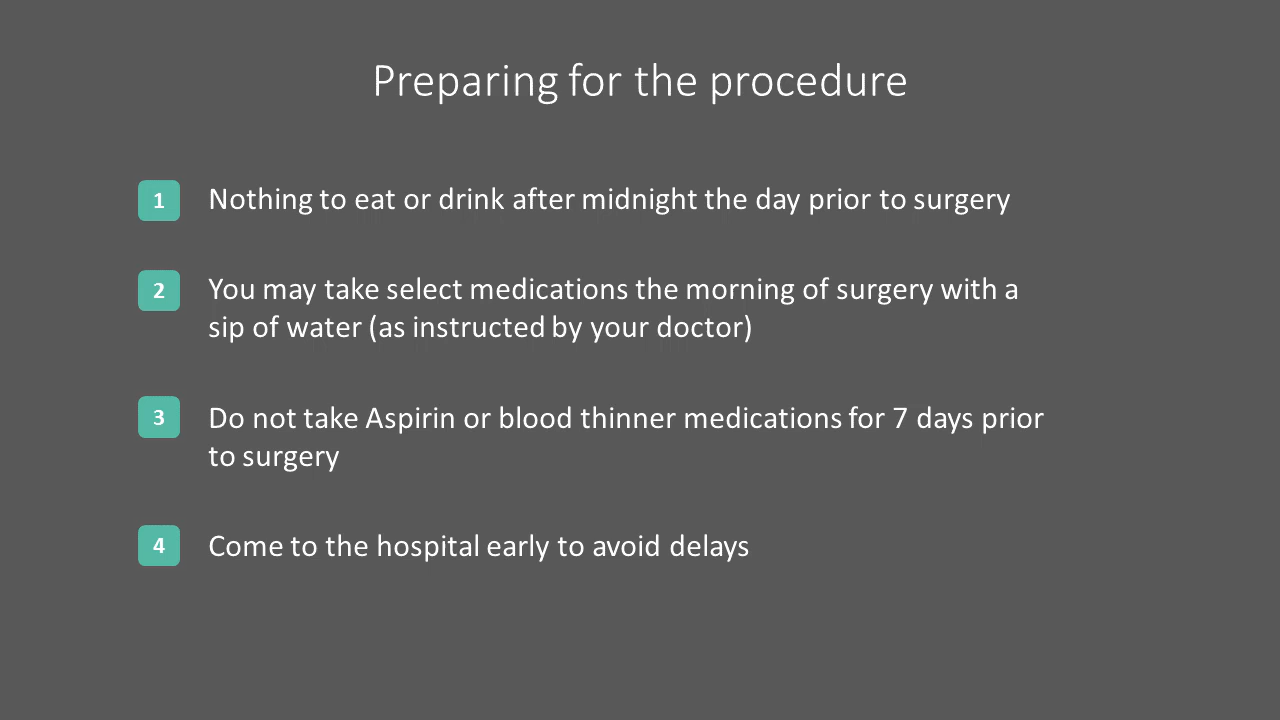 Preparing for the procedure
1 Nothing to eat or drink after midnight the day prior to surgery
2 You may take select medications the morning of surgery with a
sip of water (as instructed by your doctor)
3 Do not take Aspirin or blood thinner medications for 7 days prior
to surgery
4 Come to the hospital early to avoid delays